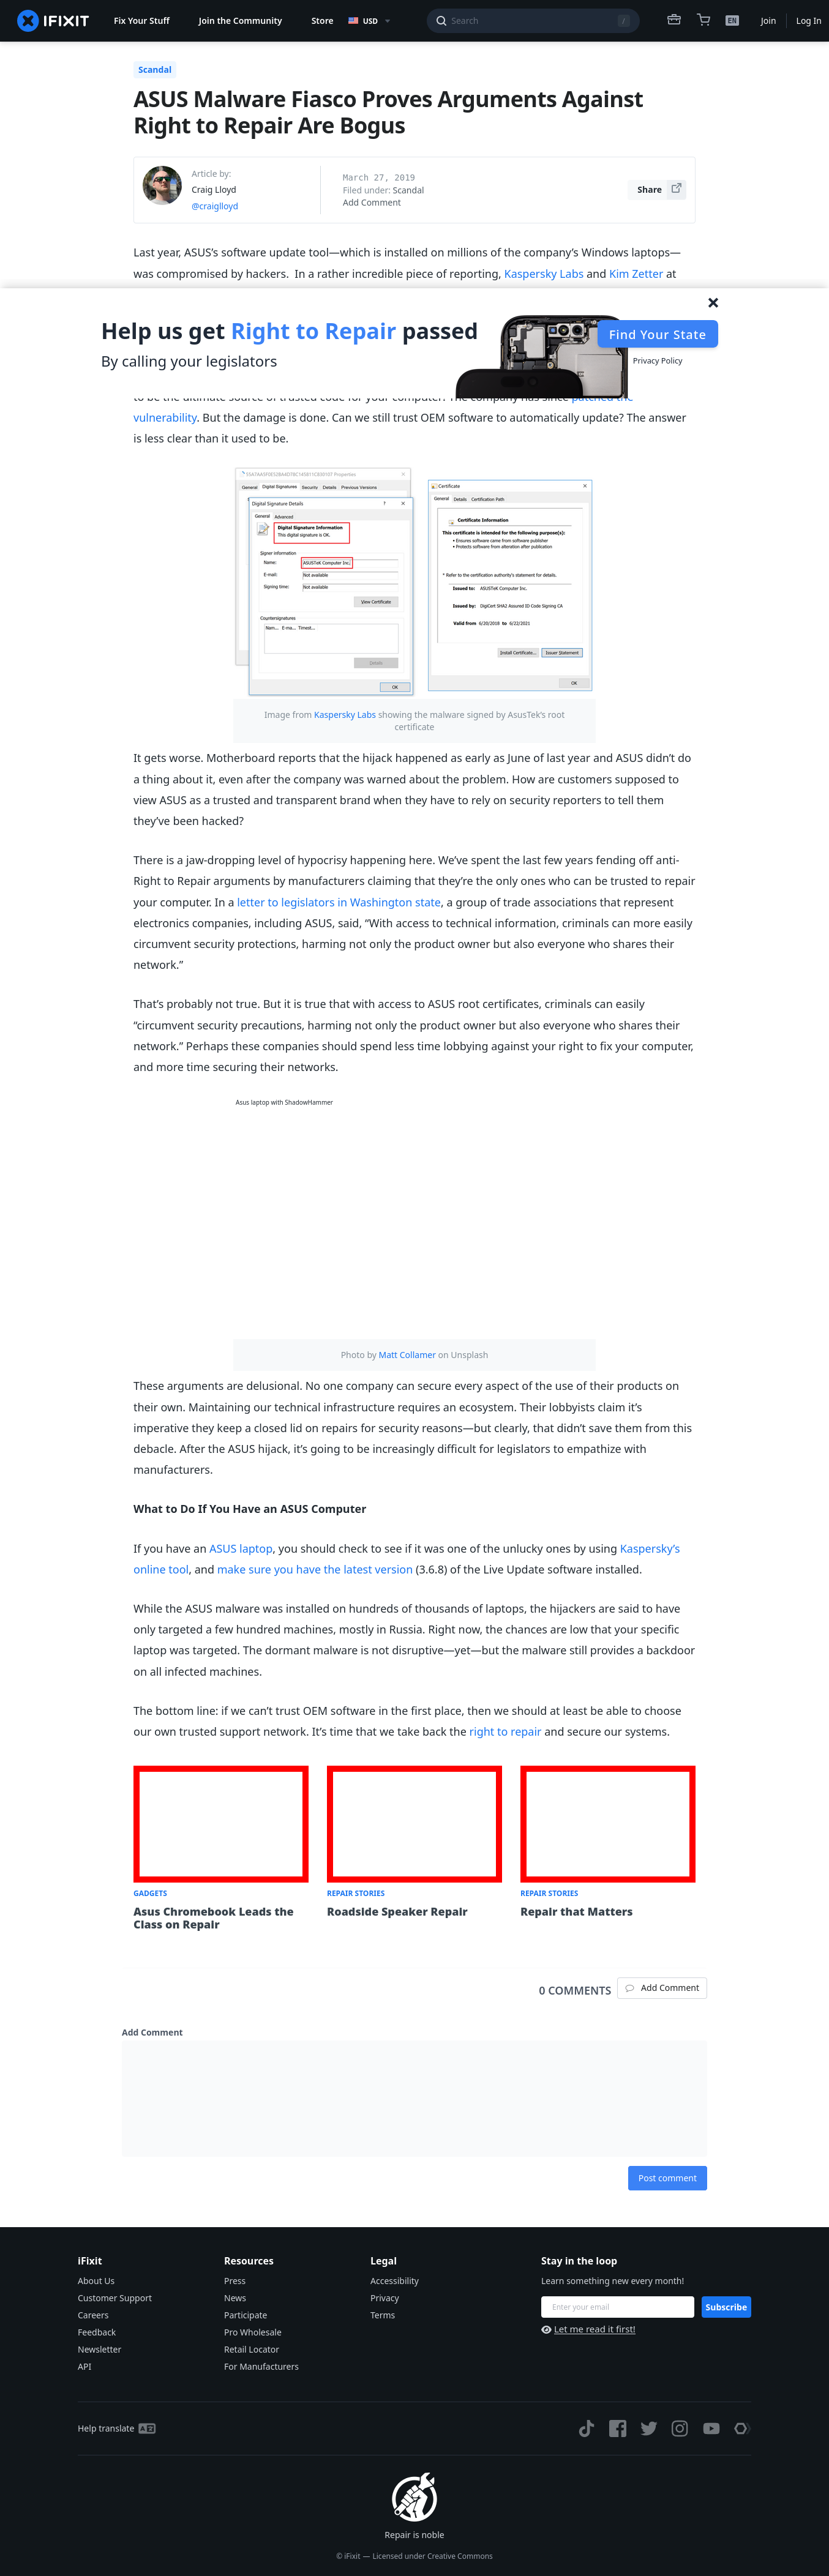 IFIXIT Fix Your Stuff Join the Community Store USD Search / EN Join Log In
Scandal
ASUS Malware Fiasco Proves Arguments Against
Right to Repair Are Bogus
Article by:
Craig Lloyd
@craiglloyd
March 27, 2019
Filed under: Scandal
Add Comment
Share
Last year, ASUS’s software update tool—which is installed on millions of the company’s Windows laptops—
was compromised by hackers.  In a rather incredible piece of reporting, Kaspersky Labs and Kim Zetter at
Help us get Right to Repair passed
By calling your legislators
Find Your State
Privacy Policy
to be the ultimate source of trusted code for your computer? The company has since patched the
vulnerability. But the damage is done. Can we still trust OEM software to automatically update? The answer
is less clear than it used to be.
General Digital Signatures Security Details Previous Versions
Digital Signature Details ? ×
General Advanced
Digital Signature Information
This digital signature is OK.
Signer information
Name: ASUSTeK Computer Inc.
E-mail: Not available
Signing time: Not available
View Certificate
Countersignatures
Nam... E-ma... Timest...
Details
OK
Certificate
General Details Certification Path
Certificate Information
This certificate is intended for the following purpose(s):
• Ensures software came from software publisher
• Protects software from alteration after publication
* Refer to the certification authority's statement for details.
Issued to: ASUSTeK Computer Inc.
Issued by: DigiCert SHA2 Assured ID Code Signing CA
Valid from 6/20/2018 to 6/22/2021
Install Certificate... Issuer Statement
OK
Image from Kaspersky Labs showing the malware signed by AsusTek’s root
certificate
It gets worse. Motherboard reports that the hijack happened as early as June of last year and ASUS didn’t do
a thing about it, even after the company was warned about the problem. How are customers supposed to
view ASUS as a trusted and transparent brand when they have to rely on security reporters to tell them
they’ve been hacked?
There is a jaw-dropping level of hypocrisy happening here. We’ve spent the last few years fending off anti-
Right to Repair arguments by manufacturers claiming that they’re the only ones who can be trusted to repair
your computer. In a letter to legislators in Washington state, a group of trade associations that represent
electronics companies, including ASUS, said, “With access to technical information, criminals can more easily
circumvent security protections, harming not only the product owner but also everyone who shares their
network.”
That’s probably not true. But it is true that with access to ASUS root certificates, criminals can easily
“circumvent security precautions, harming not only the product owner but also everyone who shares their
network.” Perhaps these companies should spend less time lobbying against your right to fix your computer,
and more time securing their networks.
Asus laptop with ShadowHammer
Photo by Matt Collamer on Unsplash
These arguments are delusional. No one company can secure every aspect of the use of their products on
their own. Maintaining our technical infrastructure requires an ecosystem. Their lobbyists claim it’s
imperative they keep a closed lid on repairs for security reasons—but clearly, that didn’t save them from this
debacle. After the ASUS hijack, it’s going to be increasingly difficult for legislators to empathize with
manufacturers.
What to Do If You Have an ASUS Computer
If you have an ASUS laptop, you should check to see if it was one of the unlucky ones by using Kaspersky’s
online tool, and make sure you have the latest version (3.6.8) of the Live Update software installed.
While the ASUS malware was installed on hundreds of thousands of laptops, the hijackers are said to have
only targeted a few hundred machines, mostly in Russia. Right now, the chances are low that your specific
laptop was targeted. The dormant malware is not disruptive—yet—but the malware still provides a backdoor
on all infected machines.
The bottom line: if we can’t trust OEM software in the first place, then we should at least be able to choose
our own trusted support network. It’s time that we take back the right to repair and secure our systems.
GADGETS
Asus Chromebook Leads the
Class on Repair
REPAIR STORIES
Roadside Speaker Repair
REPAIR STORIES
Repair that Matters
0 COMMENTS Add Comment
Add Comment
Post comment
iFixit
About Us
Customer Support
Careers
Feedback
Newsletter
API
Resources
Press
News
Participate
Pro Wholesale
Retail Locator
For Manufacturers
Legal
Accessibility
Privacy
Terms
Stay in the loop
Learn something new every month!
Enter your email Subscribe
Let me read it first!
Help translate
Repair is noble
© iFixit — Licensed under Creative Commons